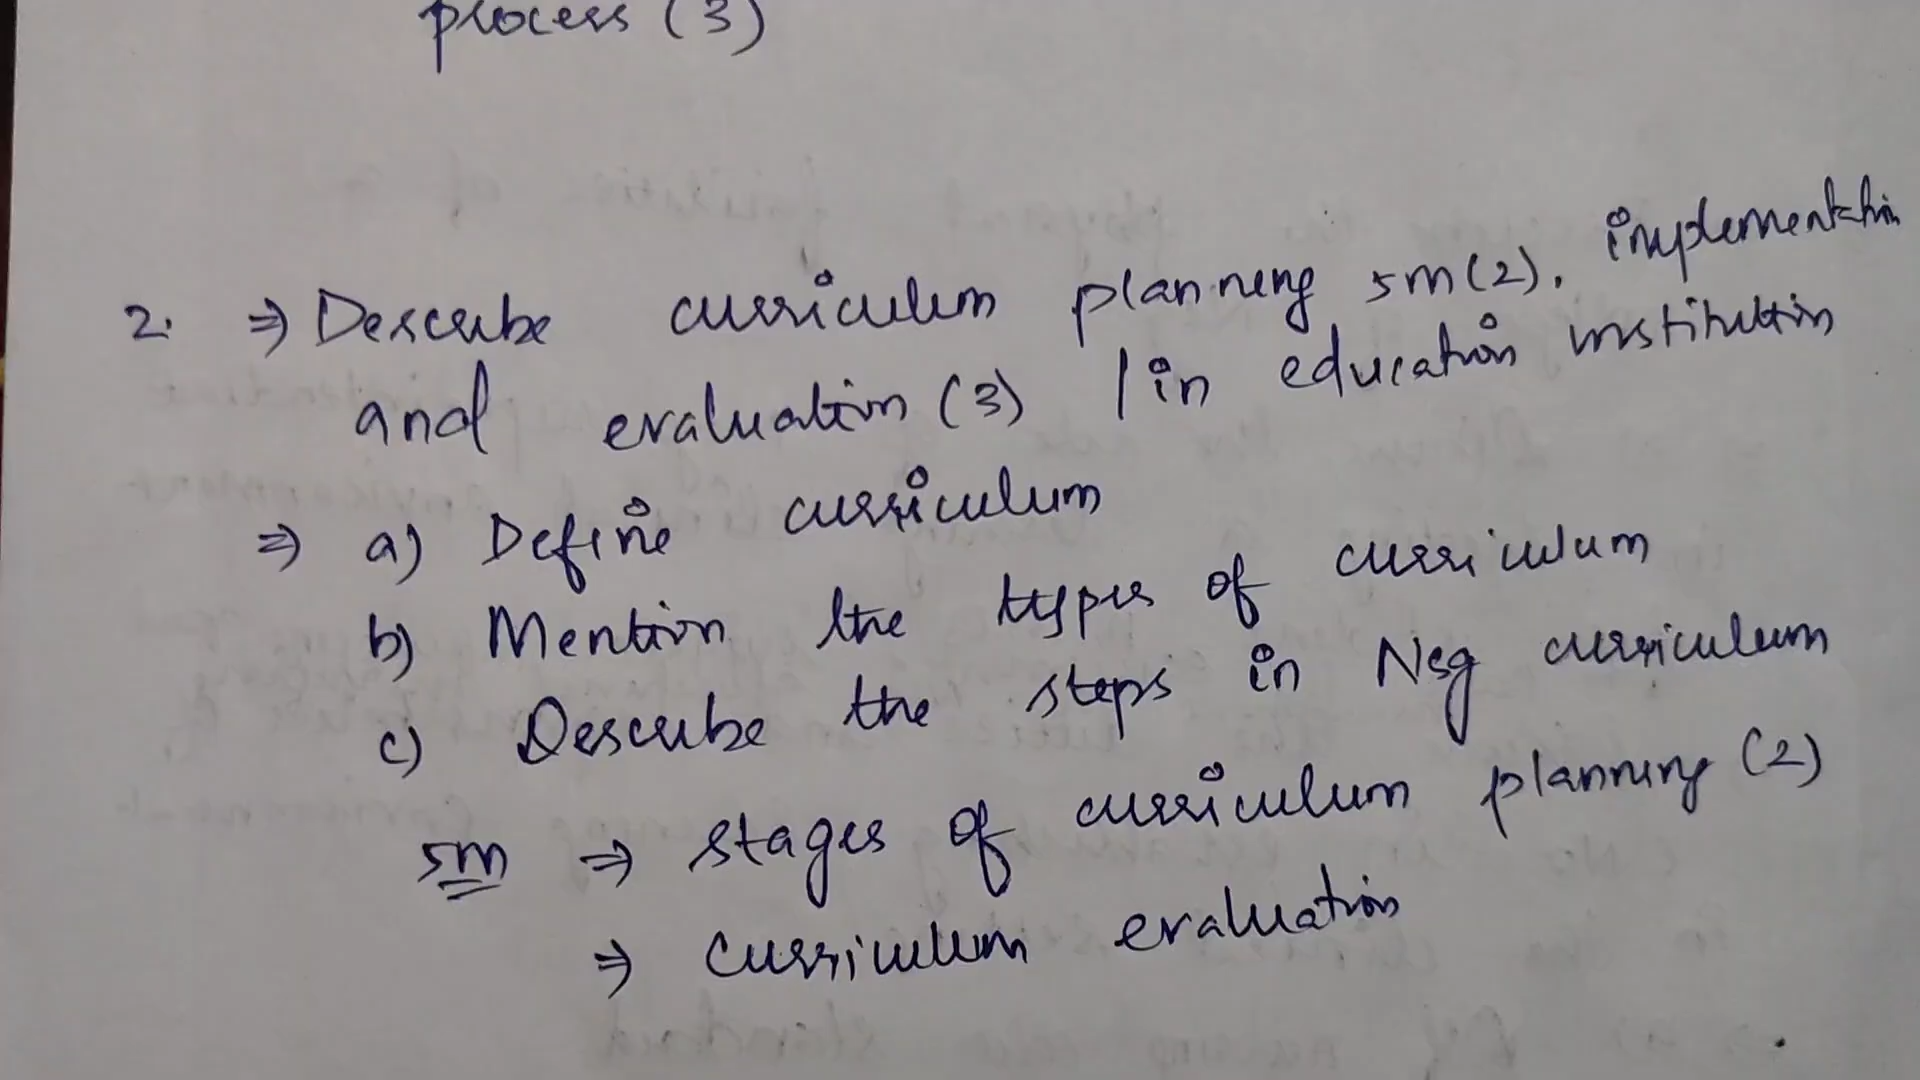 process (3)
2. ⇒ Describe curriculum planning 5m (2). implementation
and evaluation (3) / in education institution
⇒ a) Define curriculum
b) Mention the types of curriculum
c) Describe the steps in Nsg curriculum
5m ⇒ stages of curriculum planning (2)
⇒ curriculum evaluation